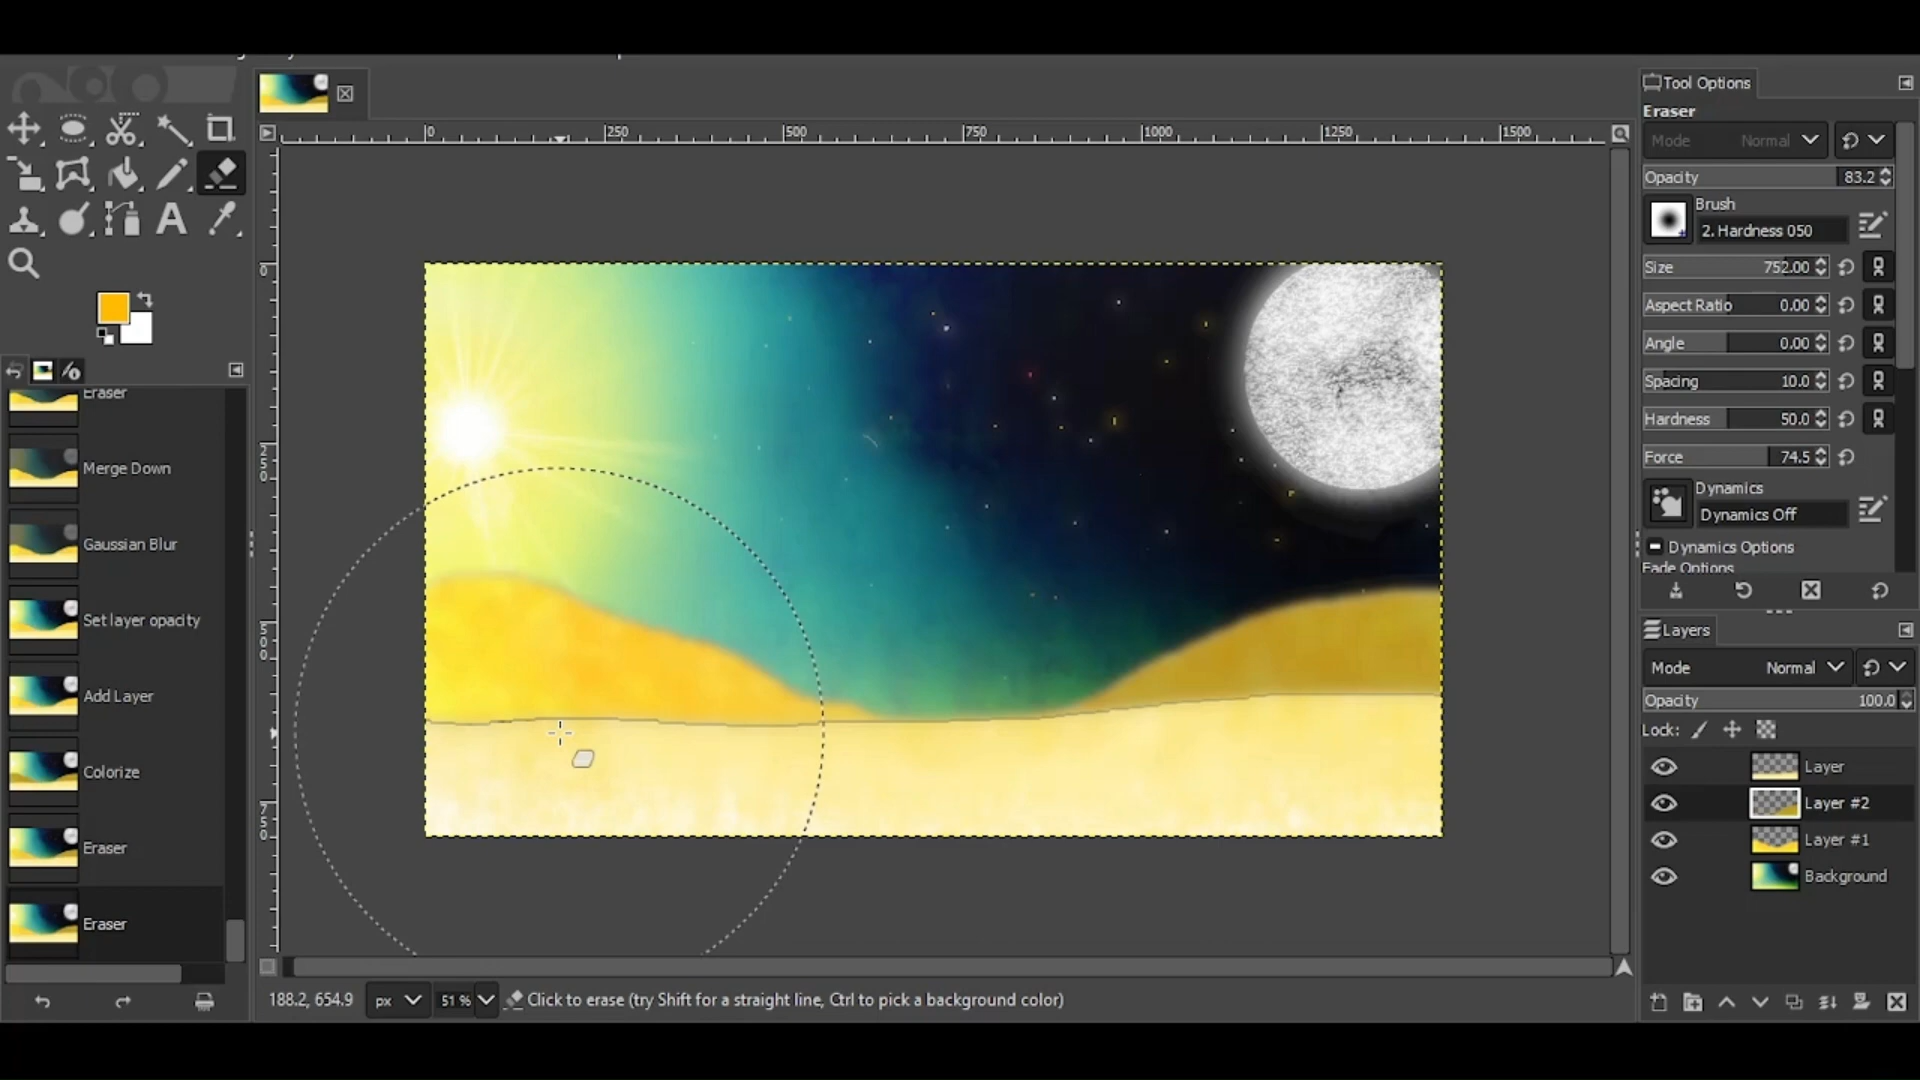 0 250 500 750 1000 1250 1500
0
250
500
750
Eraser
Merge Down
Gaussian Blur
Set layer opacity
Add Layer
Colorize
Eraser
Eraser
188.2, 654.9 px 51 % Click to erase (try Shift for a straight line, Ctrl to pick a background color)
Tool Options
Eraser
Mode Normal
Opacity 83.2
Brush
2. Hardness 050
Size 752.00
Aspect Ratio 0.00
Angle 0.00
Spacing 10.0
Hardness 50.0
Force 74.5
Dynamics
Dynamics Off
Dynamics Options
Fade Options
Layers
Mode Normal
Opacity 100.0
Lock:
Layer
Layer #2
Layer #1
Background